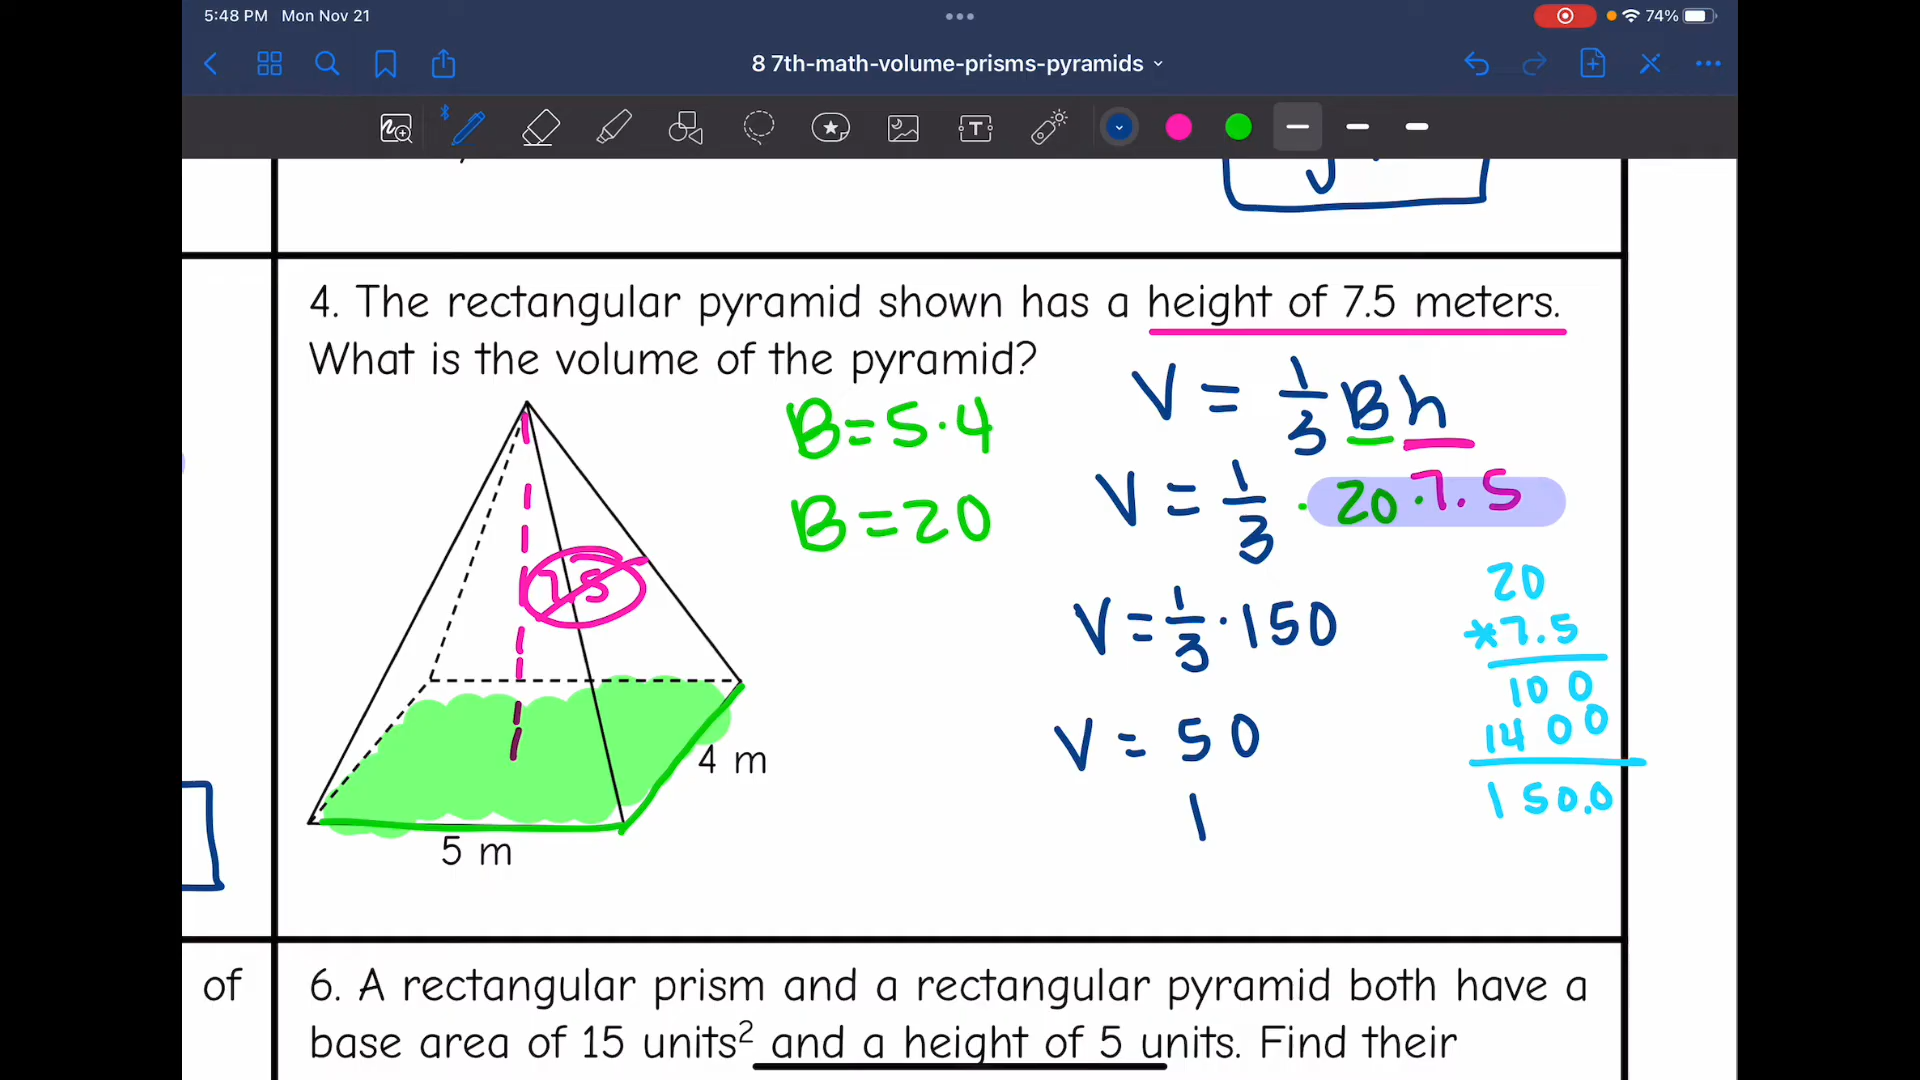 5:48 PM Mon Nov 21
74%
8 7th-math-volume-prisms-pyramids
4. The rectangular pyramid shown has a height of 7.5 meters.
What is the volume of the pyramid?
B=5·4
B=20
V = 1/3 Bh
V = 1/3 · 20 · 7.5
V = 1/3 · 150
V = 50
1
20
*7.5
100
1400
150.0
7.5
4 m
5 m
of
6. A rectangular prism and a rectangular pyramid both have a
base area of 15 units² and a height of 5 units. Find their